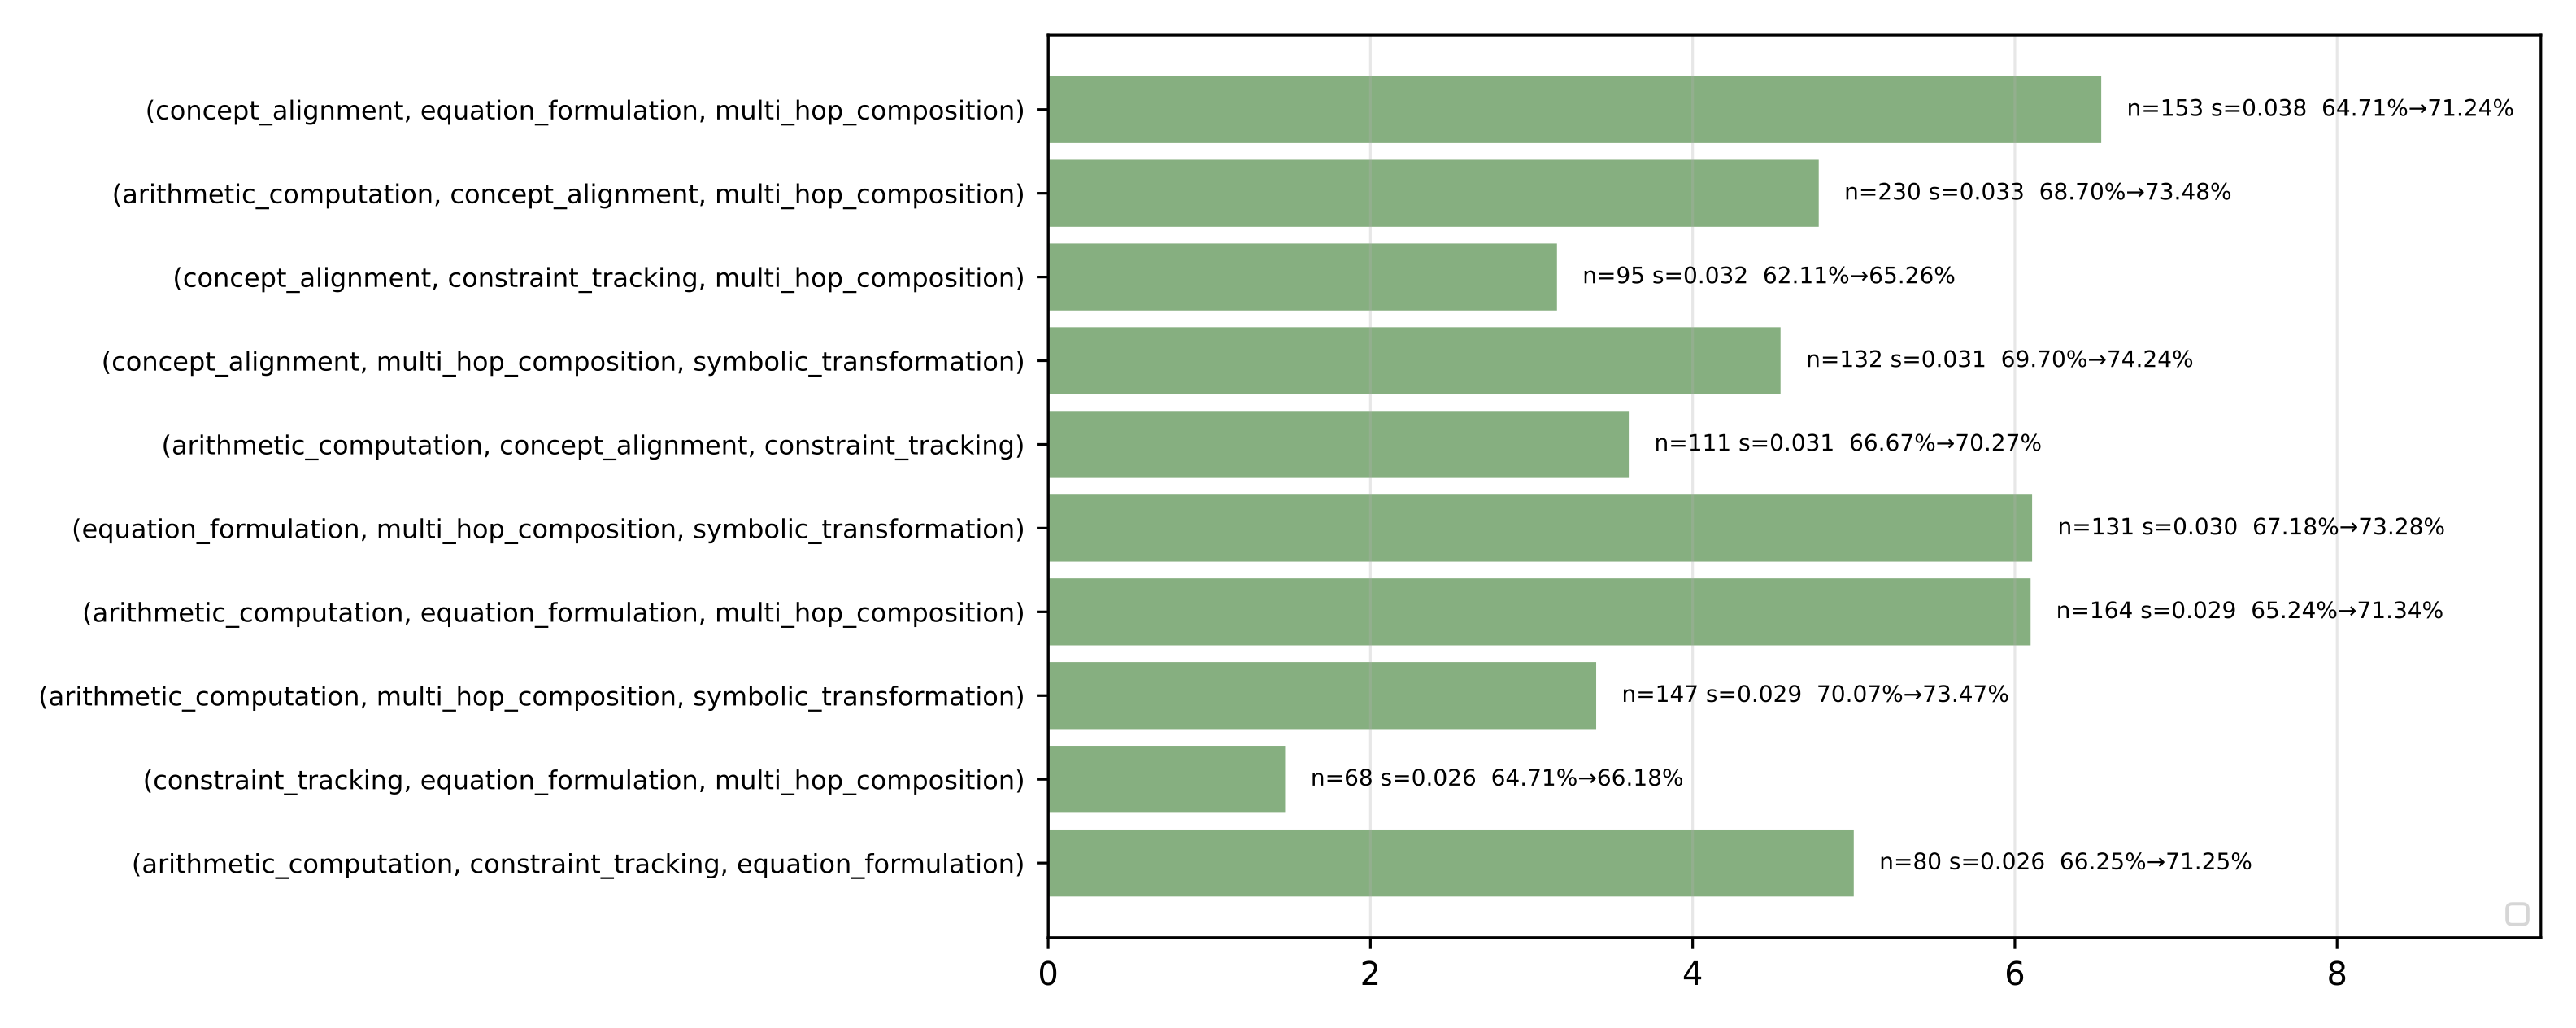 (concept_alignment, equation_formulation, multi_hop_composition) n=153 s=0.038 64.71%→71.24%
(arithmetic_computation, concept_alignment, multi_hop_composition) n=230 s=0.033 68.70%→73.48%
(concept_alignment, constraint_tracking, multi_hop_composition) n=95 s=0.032 62.11%→65.26%
(concept_alignment, multi_hop_composition, symbolic_transformation) n=132 s=0.031 69.70%→74.24%
(arithmetic_computation, concept_alignment, constraint_tracking) n=111 s=0.031 66.67%→70.27%
(equation_formulation, multi_hop_composition, symbolic_transformation) n=131 s=0.030 67.18%→73.28%
(arithmetic_computation, equation_formulation, multi_hop_composition) n=164 s=0.029 65.24%→71.34%
(arithmetic_computation, multi_hop_composition, symbolic_transformation) n=147 s=0.029 70.07%→73.47%
(constraint_tracking, equation_formulation, multi_hop_composition) n=68 s=0.026 64.71%→66.18%
(arithmetic_computation, constraint_tracking, equation_formulation) n=80 s=0.026 66.25%→71.25%
0 2 4 6 8